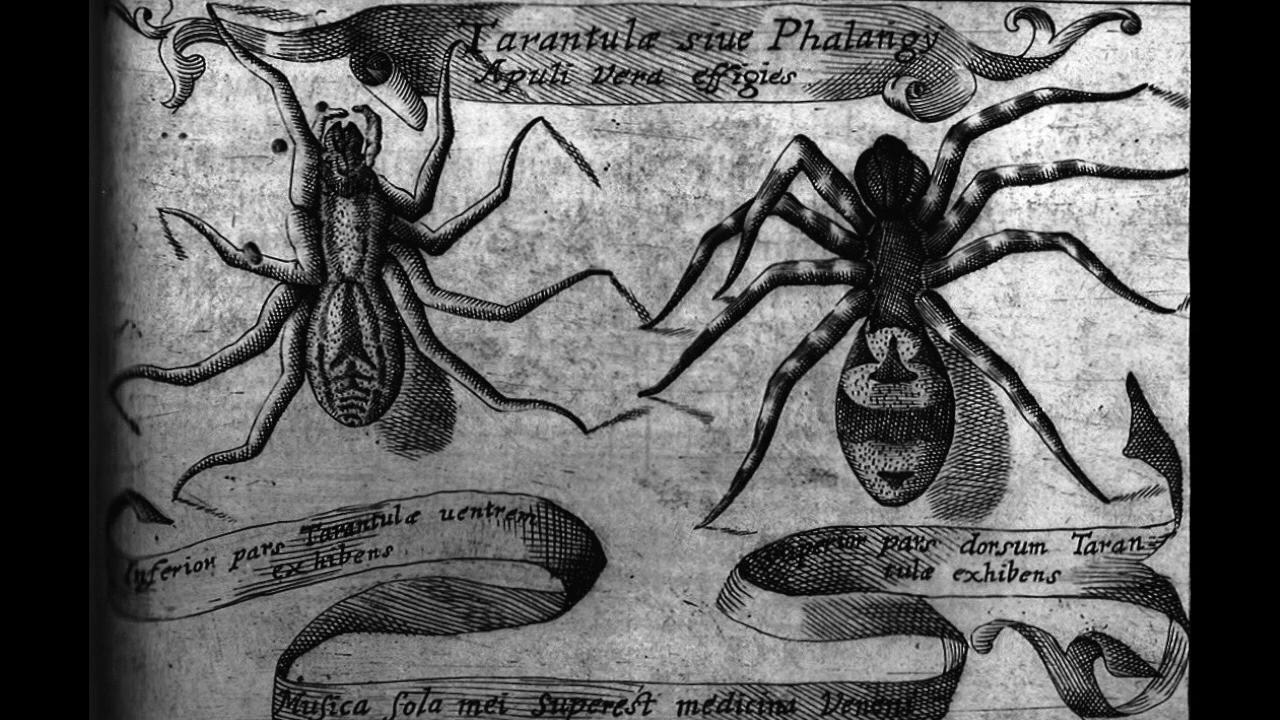 Tarantulæ siue Phalangy
Apuli vera effigies
Inferior pars Tarantulæ uentrem
exhibens
Superior pars dorsum Taran=
tulæ exhibens
Musica sola mei superest medicina Veneni